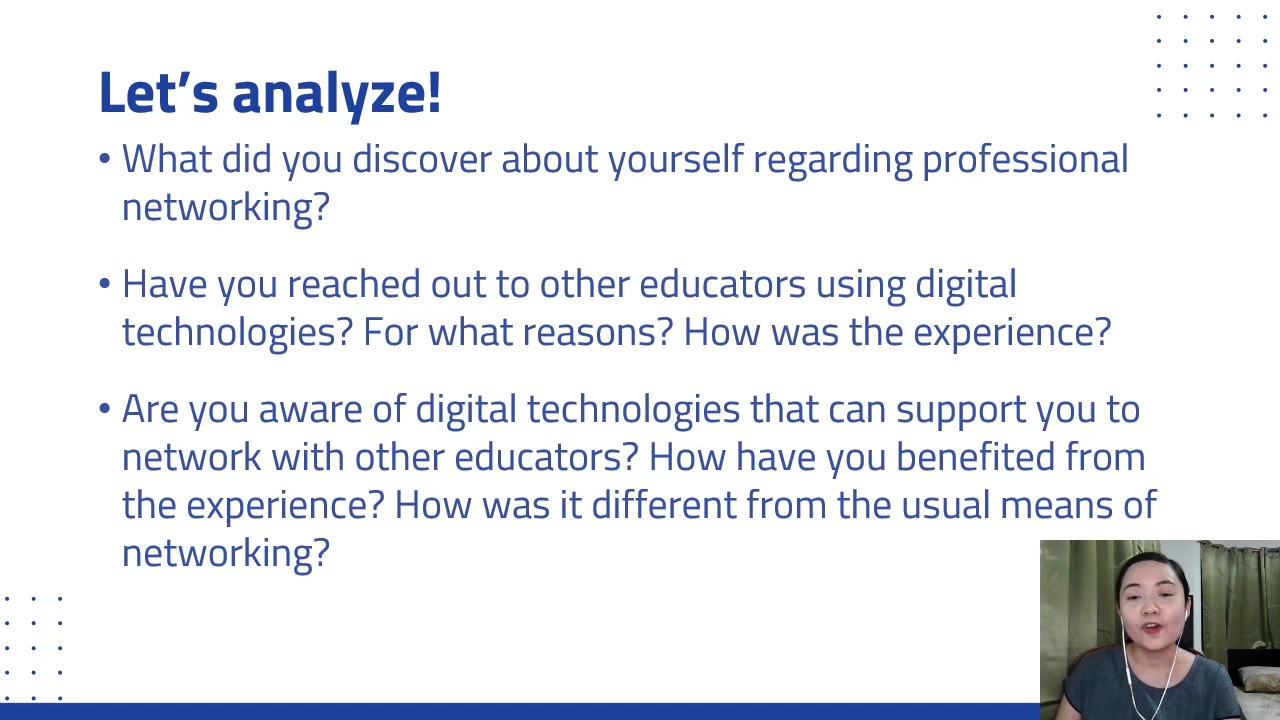 Let’s analyze!
• What did you discover about yourself regarding professional
networking?
• Have you reached out to other educators using digital
technologies? For what reasons? How was the experience?
• Are you aware of digital technologies that can support you to
network with other educators? How have you benefited from
the experience? How was it different from the usual means of
networking?